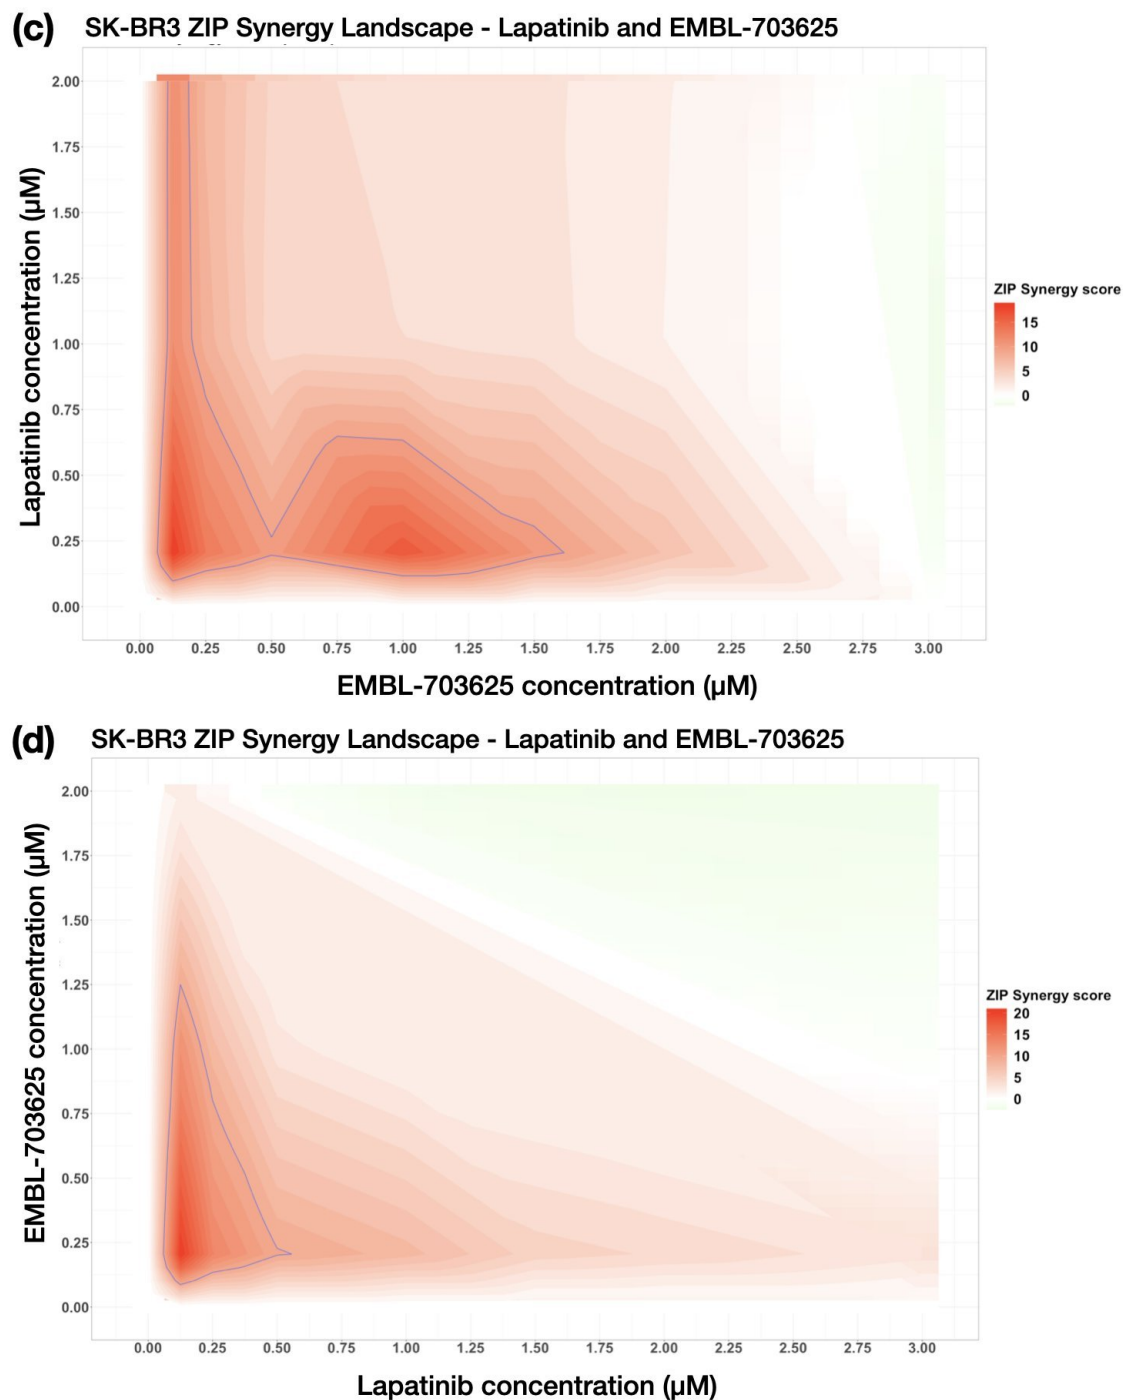 (c) SK-BR3 ZIP Synergy Landscape - Lapatinib and EMBL-703625
2.00
1.75
1.50
1.25
1.00
0.75
0.50
0.25
0.00
Lapatinib concentration (µM)
0.00 0.25 0.50 0.75 1.00 1.25 1.50 1.75 2.00 2.25 2.50 2.75 3.00
EMBL-703625 concentration (µM)
ZIP Synergy score
15
10
5
0
(d) SK-BR3 ZIP Synergy Landscape - Lapatinib and EMBL-703625
2.00
1.75
1.50
1.25
1.00
0.75
0.50
0.25
0.00
EMBL-703625 concentration (µM)
0.00 0.25 0.50 0.75 1.00 1.25 1.50 1.75 2.00 2.25 2.50 2.75 3.00
Lapatinib concentration (µM)
ZIP Synergy score
20
15
10
5
0